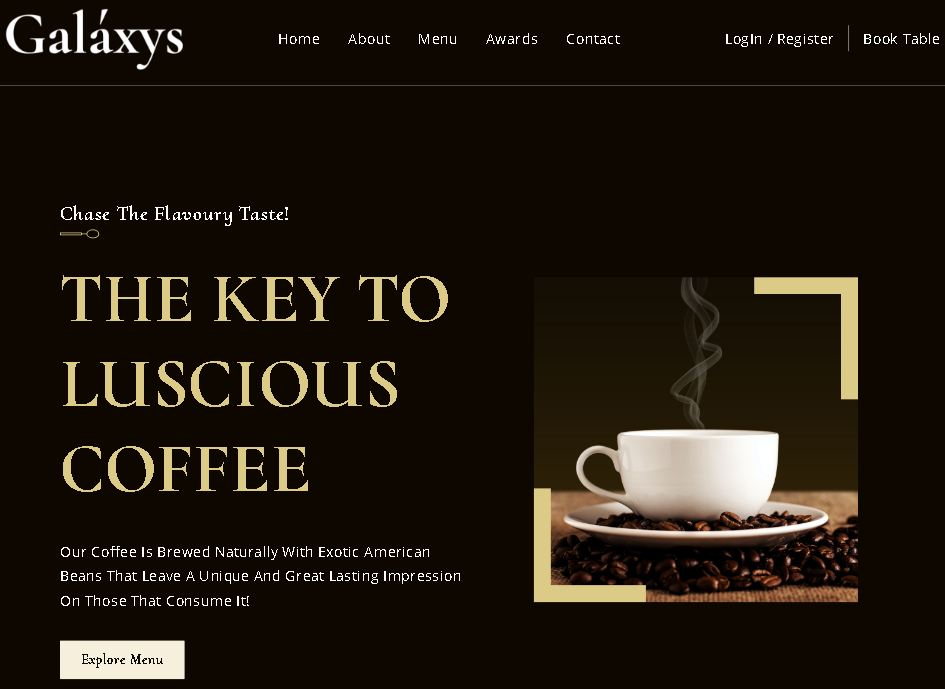 Galáxys
Home About Menu Awards Contact LogIn / Register Book Table
Chase The Flavoury Taste!
THE KEY TO
LUSCIOUS
COFFEE
Our Coffee Is Brewed Naturally With Exotic American
Beans That Leave A Unique And Great Lasting Impression
On Those That Consume It!
Explore Menu